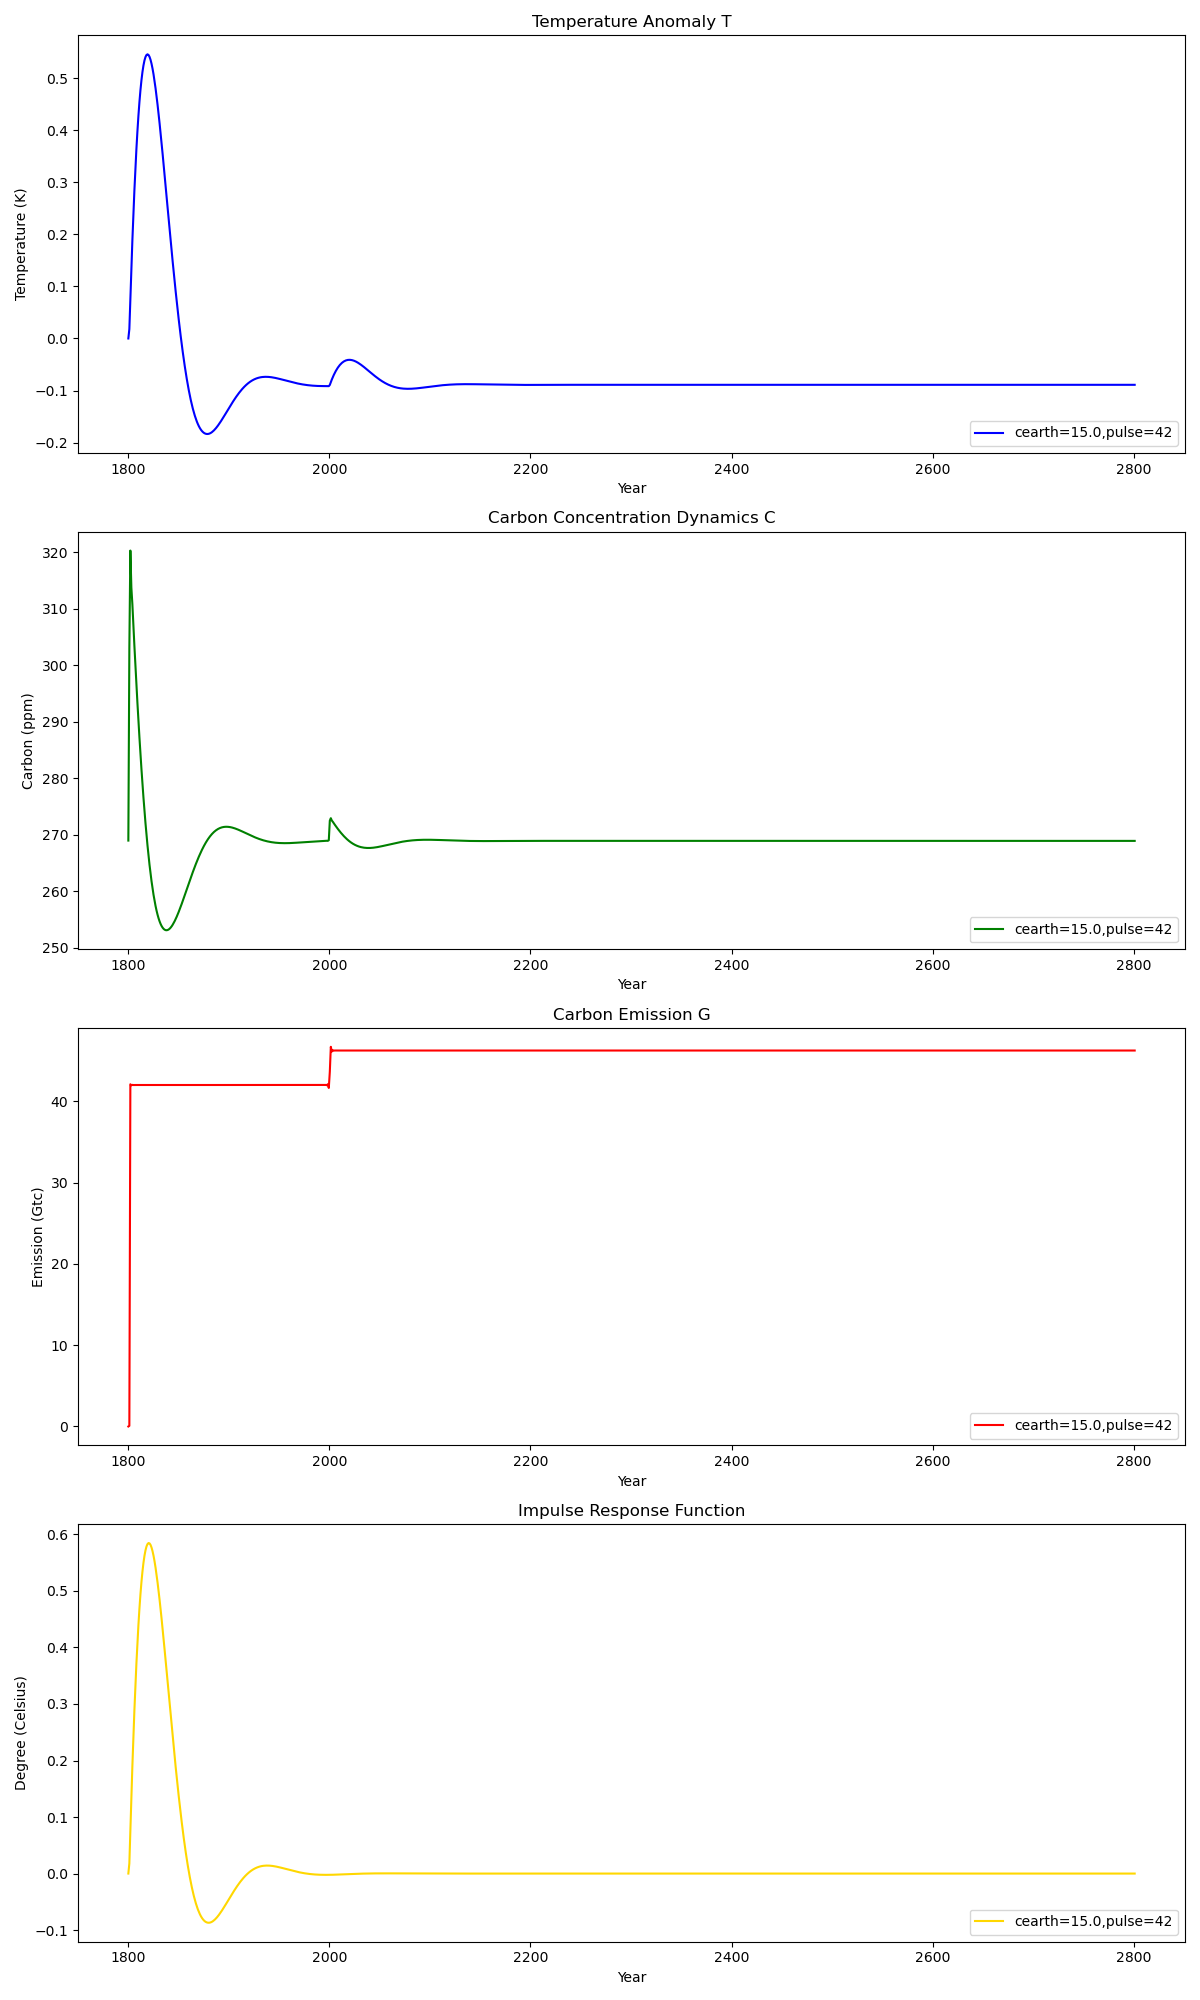 Temperature Anomaly T
0.5
0.4
0.3
0.2
0.1
0.0
−0.1
−0.2
Temperature (K)
cearth=15.0,pulse=42
1800 2000 2200 2400 2600 2800
Year
Carbon Concentration Dynamics C
320
310
300
290
280
270
260
250
Carbon (ppm)
cearth=15.0,pulse=42
1800 2000 2200 2400 2600 2800
Year
Carbon Emission G
40
30
20
10
0
Emission (Gtc)
cearth=15.0,pulse=42
1800 2000 2200 2400 2600 2800
Year
Impulse Response Function
0.6
0.5
0.4
0.3
0.2
0.1
0.0
−0.1
Degree (Celsius)
cearth=15.0,pulse=42
1800 2000 2200 2400 2600 2800
Year